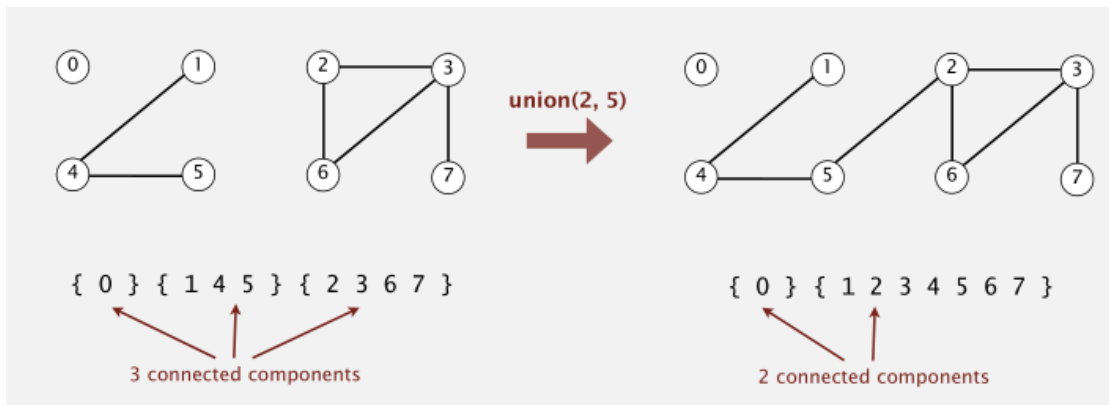 0 1 2 3
union(2, 5)
0 1 2 3
4 5 6 7
4 5 6 7
{ 0 } { 1 4 5 } { 2 3 6 7 }
{ 0 } { 1 2 3 4 5 6 7 }
3 connected components
2 connected components